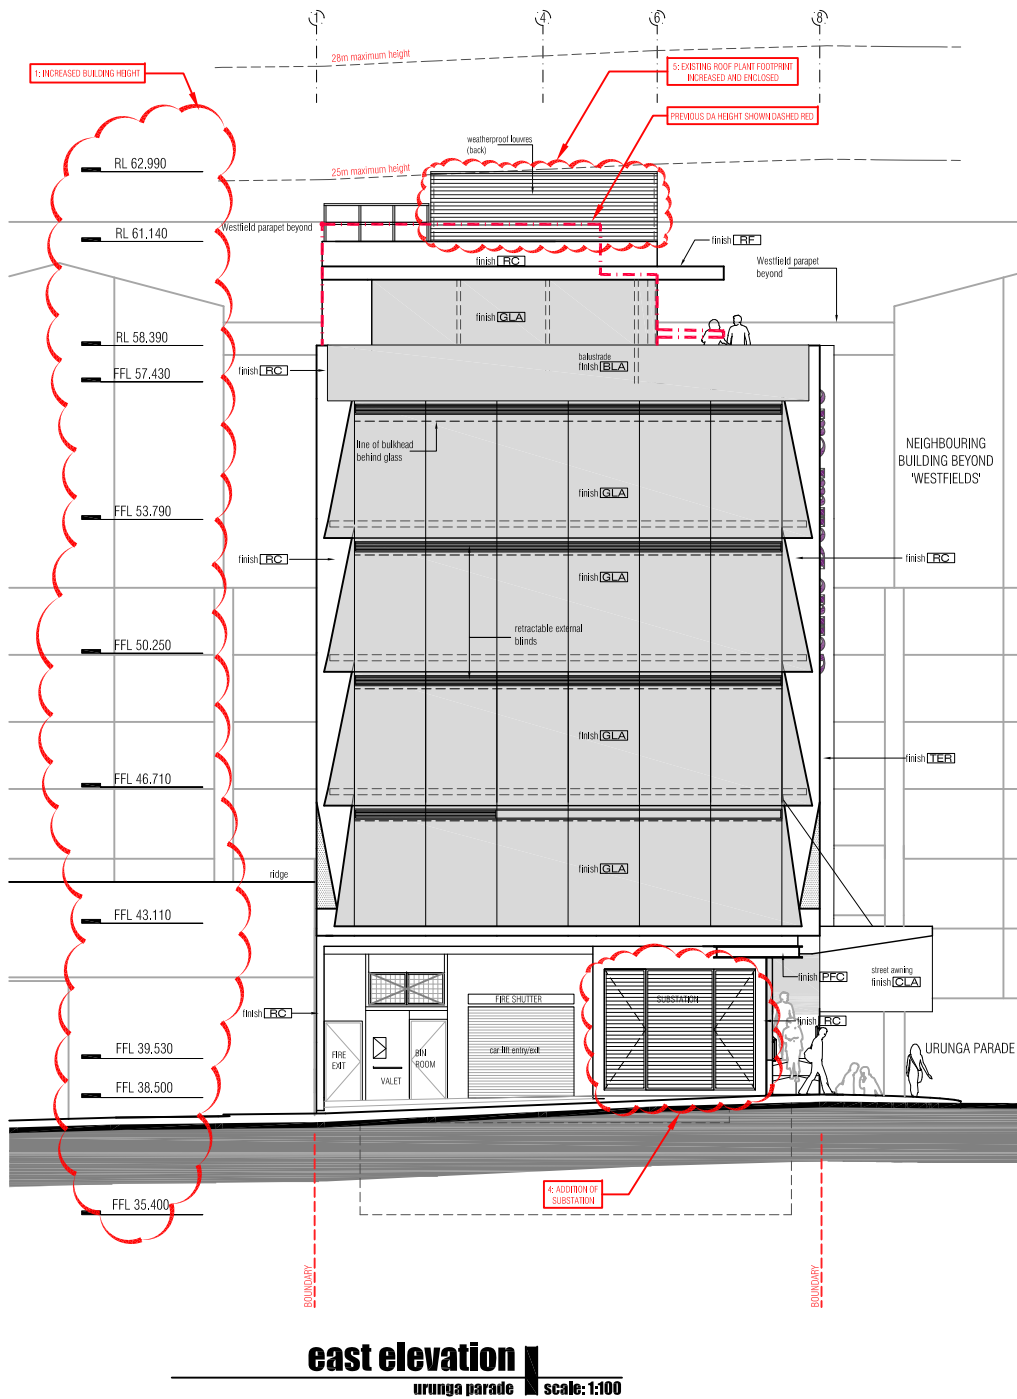 (1)
(4)
(6)
(8)
28m maximum height
1: INCREASED BUILDING HEIGHT
5: EXISTING ROOF PLANT FOOTPRINT
INCREASED AND ENCLOSED
PREVIOUS DA HEIGHT SHOWN DASHED RED
weatherproof louvres
(back)
RL 62.990
25m maximum height
Westfield parapet beyond
RL 61.140
finish RF
finish RC
Westfield parapet
beyond
finish GLA
RL 58.390
balustrade
finish BLA
finish RC
FFL 57.430
line of bulkhead
behind glass
NEIGHBOURING
BUILDING BEYOND
'WESTFIELDS'
finish GLA
FFL 53.790
finish RC
finish RC
finish GLA
retractable external
blinds
FFL 50.250
finish GLA
finish TER
FFL 46.710
finish GLA
ridge
FFL 43.110
street awning
finish CLA
finish PFC
FIRE SHUTTER
SUBSTATION
finish RC
finish RC
car lift entry/exit
FIRE
EXIT
BIN
ROOM
VALET
URUNGA PARADE
FFL 39.530
FFL 38.500
4: ADDITION OF
SUBSTATION
FFL 35.400
BOUNDARY
BOUNDARY
east elevation
urunga parade
scale: 1:100